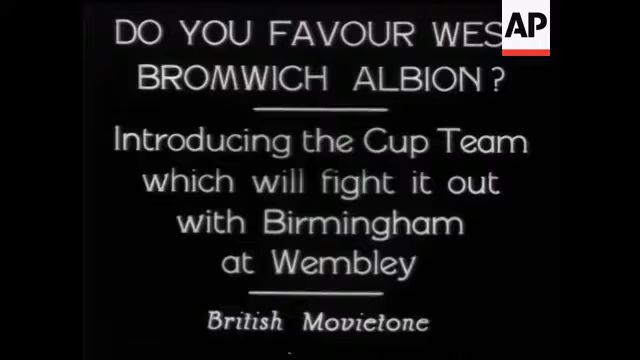 DO YOU FAVOUR WES
BROMWICH ALBION?
Introducing the Cup Team
which will fight it out
with Birmingham
at Wembley
British Movietone
AP